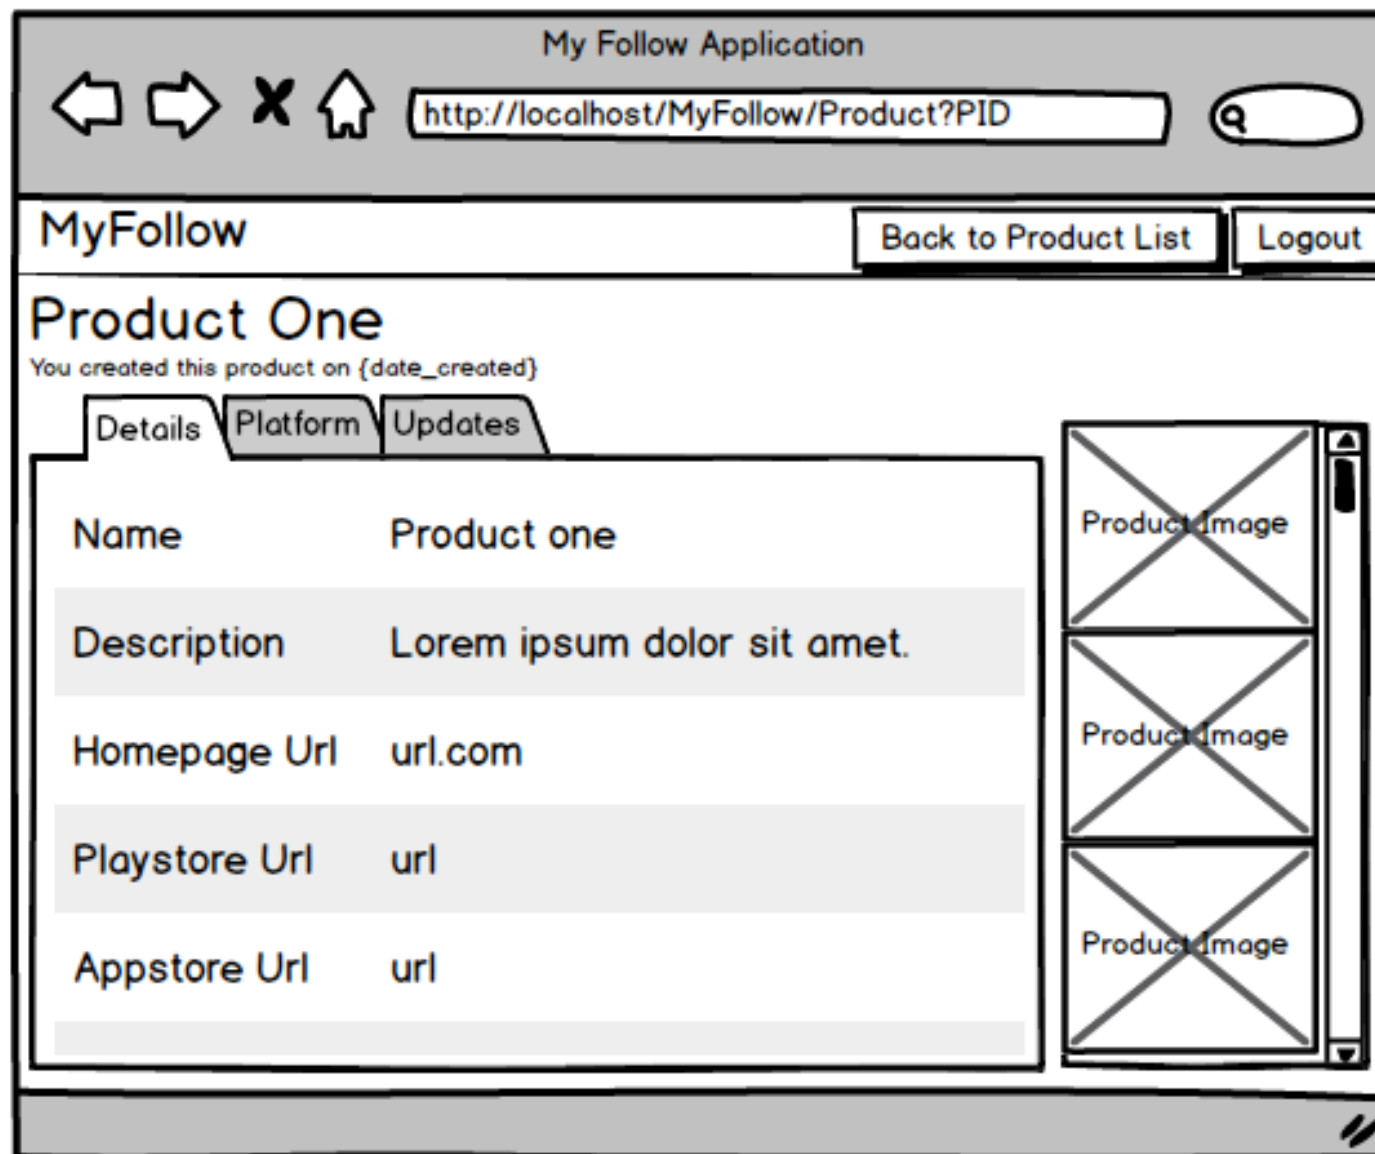 My Follow Application
http://localhost/MyFollow/Product?PID
MyFollow
Back to Product List
Logout
Product One
You created this product on {date_created}
Details
Platform
Updates
Name
Product one
Description
Lorem ipsum dolor sit amet.
Homepage Url
url.com
Playstore Url
url
Appstore Url
url
Product Image
Product Image
Product Image